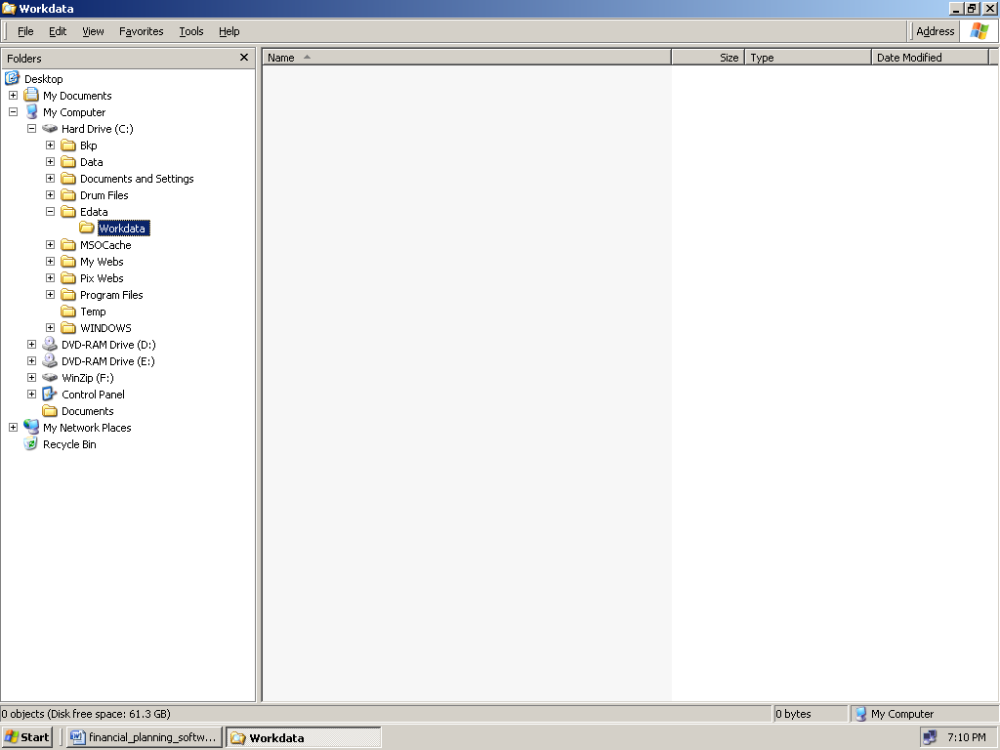 Workdata
File Edit View Favorites Tools Help Address
Folders
Name Size Type Date Modified
Desktop
My Documents
My Computer
Hard Drive (C:)
Bkp
Data
Documents and Settings
Drum Files
Edata
Workdata
MSOCache
My Webs
Pix Webs
Program Files
Temp
WINDOWS
DVD-RAM Drive (D:)
DVD-RAM Drive (E:)
WinZip (F:)
Control Panel
Documents
My Network Places
Recycle Bin
0 objects (Disk free space: 61.3 GB) 0 bytes My Computer
Start financial_planning_softw... Workdata 7:10 PM